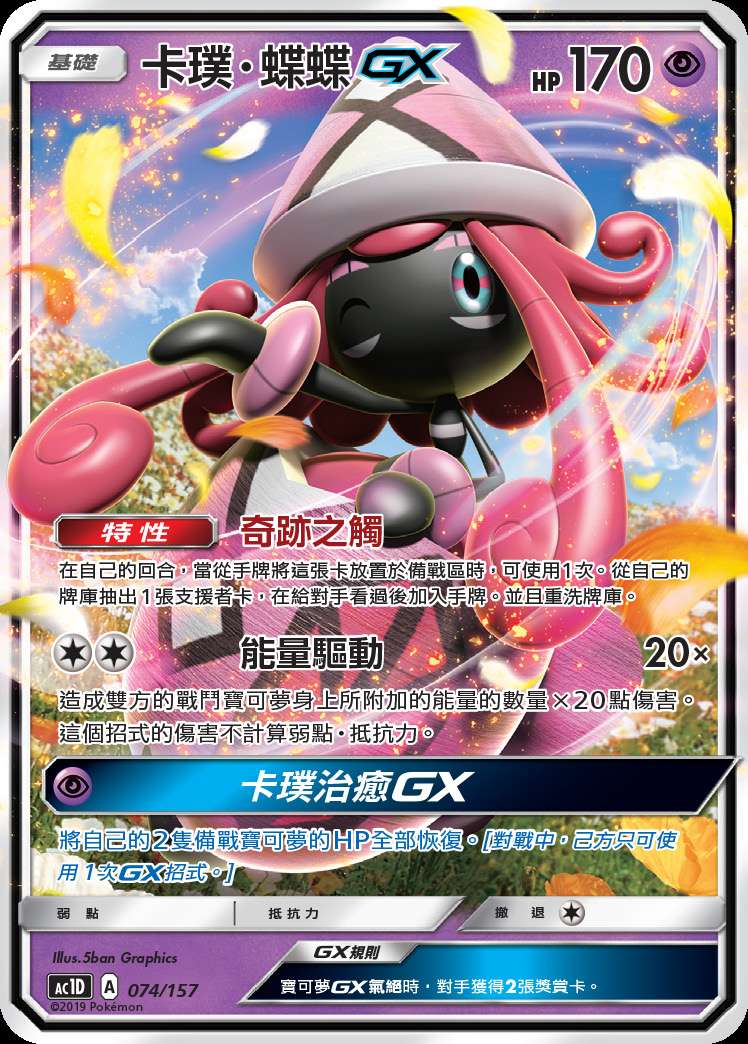 基礎 卡璞・蝶蝶GX HP 170
特性 奇跡之觸
在自己的回合，當從手牌將這張卡放置於備戰區時，可使用1次。從自己的
牌庫抽出1張支援者卡，在給對手看過後加入手牌。並且重洗牌庫。
能量驅動 20×
造成雙方的戰鬥寶可夢身上所附加的能量的數量×20點傷害。
這個招式的傷害不計算弱點・抵抗力。
卡璞治癒GX
將自己的2隻備戰寶可夢的HP全部恢復。[對戰中，己方只可使
用1次GX招式。]
弱點 抵抗力 撤退
Illus.5ban Graphics
GX規則
AC1D A 074/157
寶可夢GX氣絕時，對手獲得2張獎賞卡。
©2019 Pokémon